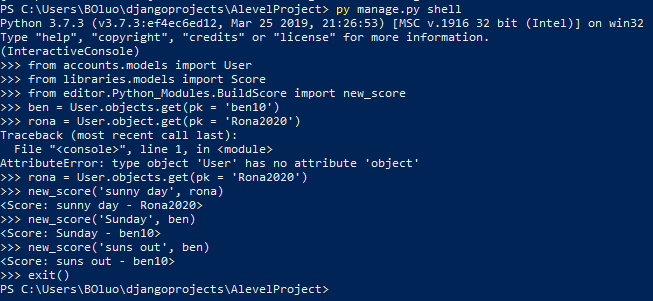 PS C:\Users\BOluo\djangoprojects\AlevelProject> py manage.py shell
Python 3.7.3 (v3.7.3:ef4ec6ed12, Mar 25 2019, 21:26:53) [MSC v.1916 32 bit (Intel)] on win32
Type "help", "copyright", "credits" or "license" for more information.
(InteractiveConsole)
>>> from accounts.models import User
>>> from libraries.models import Score
>>> from editor.Python_Modules.BuildScore import new_score
>>> ben = User.objects.get(pk = 'ben10')
>>> rona = User.object.get(pk = 'Rona2020')
Traceback (most recent call last):
  File "<console>", line 1, in <module>
AttributeError: type object 'User' has no attribute 'object'
>>> rona = User.objects.get(pk = 'Rona2020')
>>> new_score('sunny day', rona)
<Score: sunny day - Rona2020>
>>> new_score('Sunday', ben)
<Score: Sunday - ben10>
>>> new_score('suns out', ben)
<Score: suns out - ben10>
>>> exit()
PS C:\Users\BOluo\djangoprojects\AlevelProject>